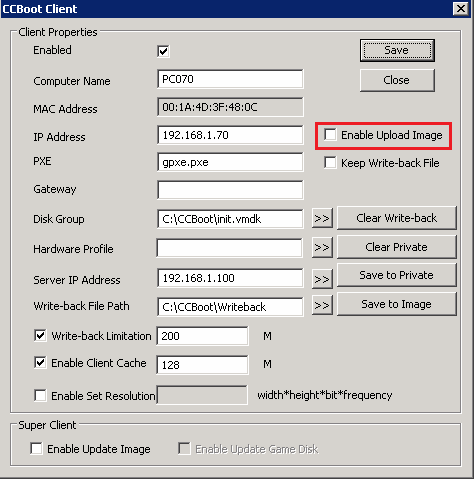 CCBoot Client
Client Properties
Enabled
Save
Computer Name PC070 Close
MAC Address 00:1A:4D:3F:48:0C
IP Address 192.168.1.70 Enable Upload Image
PXE gpxe.pxe Keep Write-back File
Gateway
Disk Group C:\CCBoot\init.vmdk >> Clear Write-back
Hardware Profile >> Clear Private
Server IP Address 192.168.1.100 >> Save to Private
Write-back File Path C:\CCBoot\Writeback >> Save to Image
Write-back Limitation 200 M
Enable Client Cache 128 M
Enable Set Resolution width*height*bit*frequency
Super Client
Enable Update Image Enable Update Game Disk